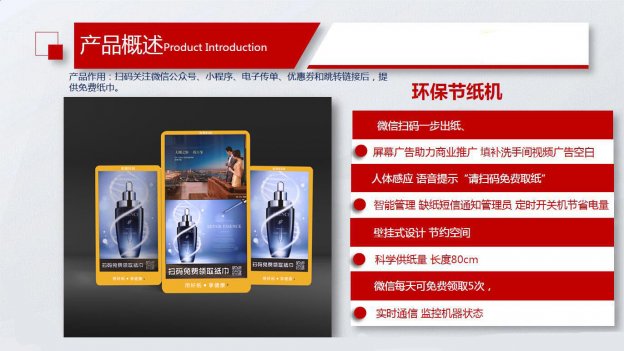 产品概述Product Introduction
产品作用：扫码关注微信公众号、小程序、电子传单、优惠券和跳转链接后，提
供免费纸巾。
环保节纸机
微信扫码一步出纸、
屏幕广告助力商业推广 填补洗手间视频广告空白
人体感应 语音提示“请扫码免费取纸”
智能管理 缺纸短信通知管理员 定时开关机节省电量
壁挂式设计 节约空间
科学供纸量 长度80cm
微信每天可免费领取5次，
实时通信 监控机器状态
扫码免费领取纸巾
扫码免费领取纸巾
扫码免费领取纸巾